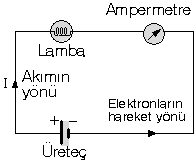 Ampermetre
Lamba
I
Akımın
yönü
Elektronların
hareket yönü
+ -
Üreteç